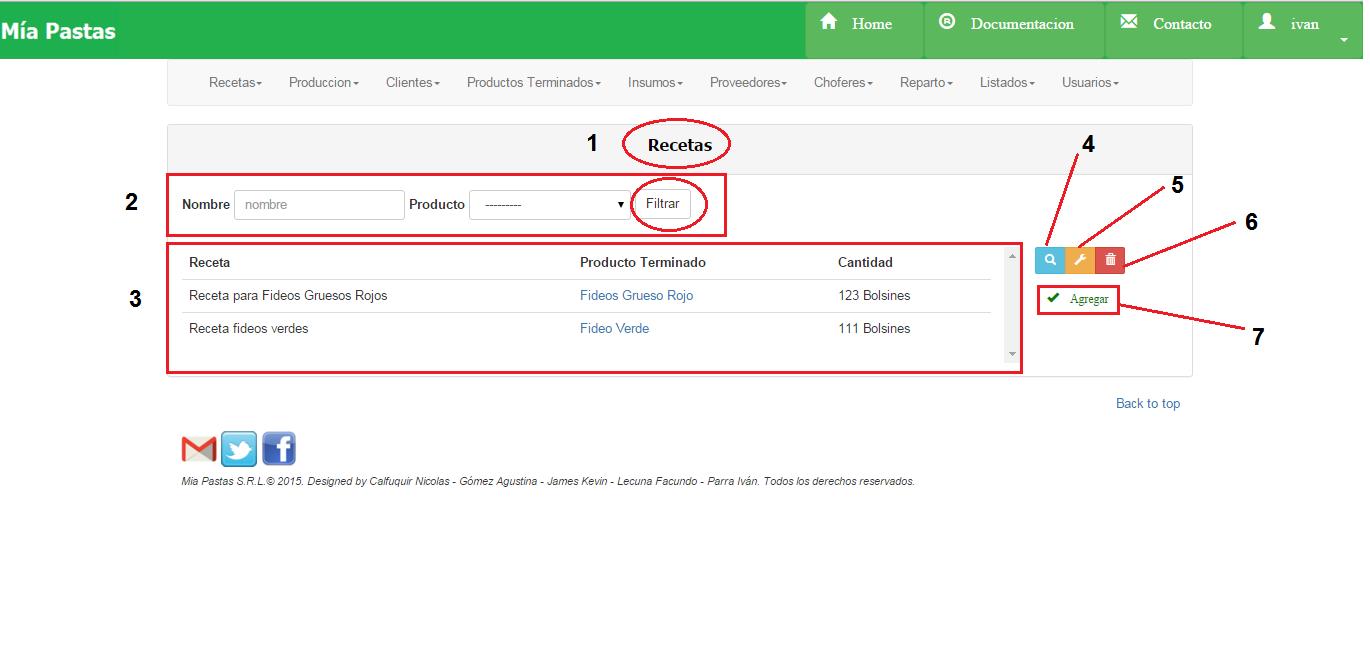 Mía Pastas
Home
Documentacion
Contacto
ivan
Recetas
Produccion
Clientes
Productos Terminados
Insumos
Proveedores
Choferes
Reparto
Listados
Usuarios
1
Recetas
2
Nombre nombre Producto --------- Filtrar
3
Receta Producto Terminado Cantidad
Receta para Fideos Gruesos Rojos Fideos Grueso Rojo 123 Bolsines
Receta fideos verdes Fideo Verde 111 Bolsines
4
5
6
Agregar
7
Back to top
Mia Pastas S.R.L.© 2015. Designed by Calfuquir Nicolas - Gómez Agustina - James Kevin - Lecuna Facundo - Parra Iván. Todos los derechos reservados.